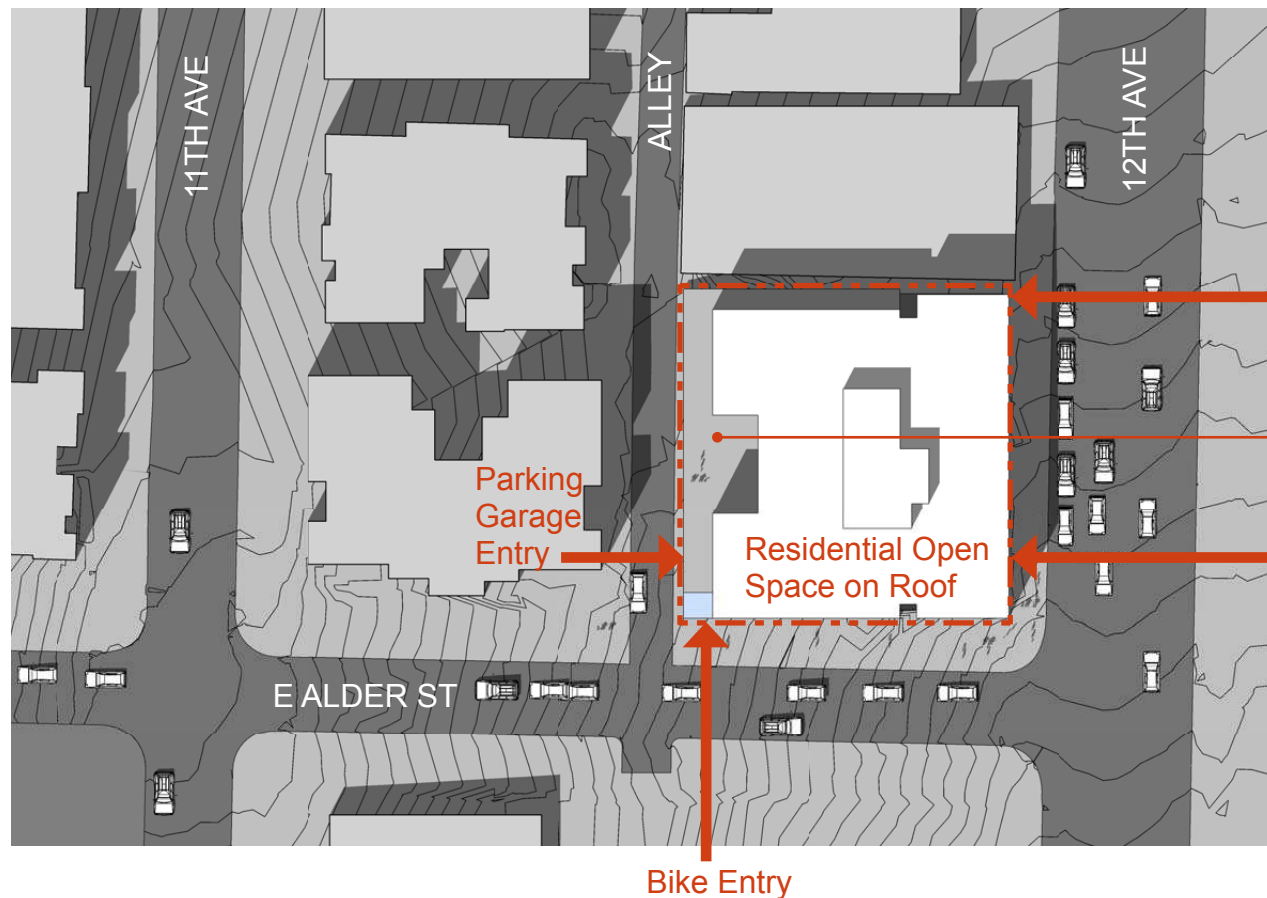 11TH AVE
ALLEY
12TH AVE
Parking
Garage
Entry
Residential Open
Space on Roof
E ALDER ST
Bike Entry